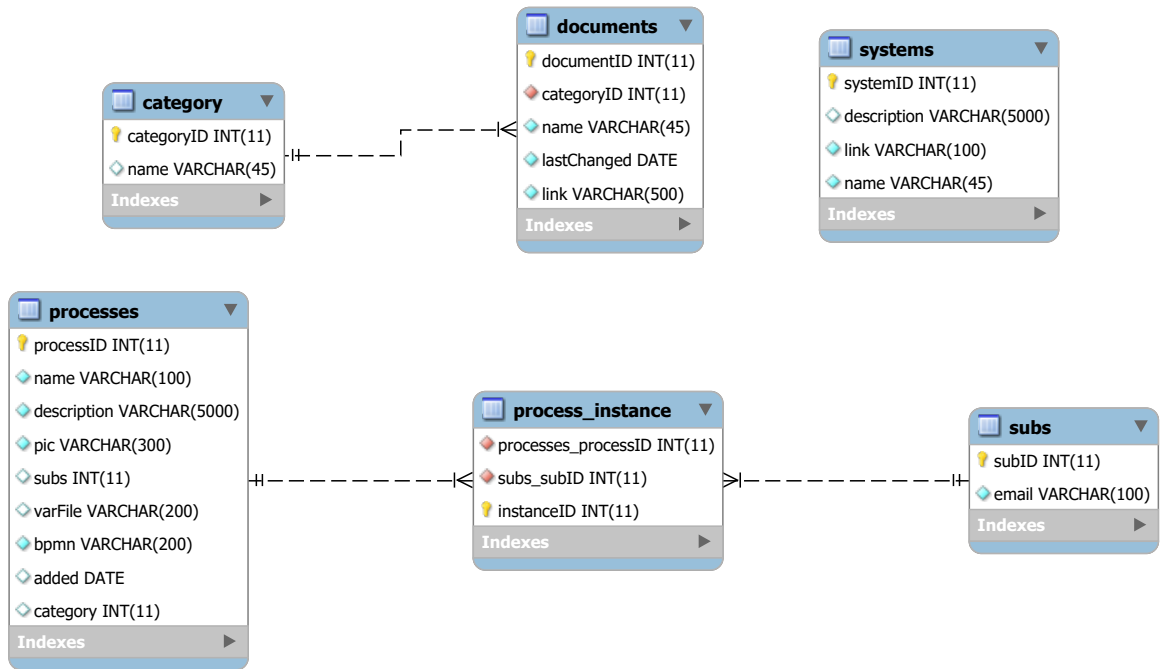 category
categoryID INT(11)
name VARCHAR(45)
Indexes
documents
documentID INT(11)
categoryID INT(11)
name VARCHAR(45)
lastChanged DATE
link VARCHAR(500)
Indexes
systems
systemID INT(11)
description VARCHAR(5000)
link VARCHAR(100)
name VARCHAR(45)
Indexes
processes
processID INT(11)
name VARCHAR(100)
description VARCHAR(5000)
pic VARCHAR(300)
subs INT(11)
varFile VARCHAR(200)
bpmn VARCHAR(200)
added DATE
category INT(11)
Indexes
process_instance
processes_processID INT(11)
subs_subID INT(11)
instanceID INT(11)
Indexes
subs
subID INT(11)
email VARCHAR(100)
Indexes